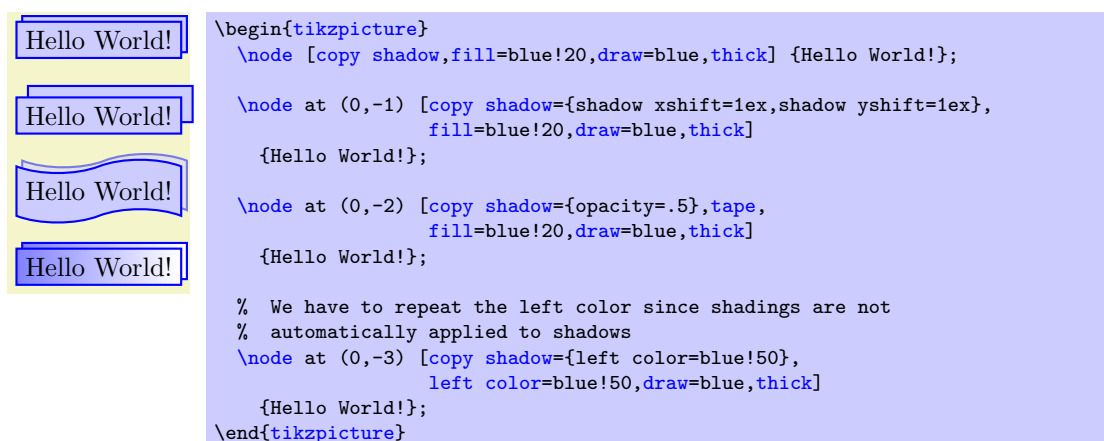 Hello World!
Hello World!
Hello World!
Hello World!
\begin{tikzpicture}
  \node [copy shadow,fill=blue!20,draw=blue,thick] {Hello World!};

  \node at (0,-1) [copy shadow={shadow xshift=1ex,shadow yshift=1ex},
                   fill=blue!20,draw=blue,thick]
    {Hello World!};

  \node at (0,-2) [copy shadow={opacity=.5},tape,
                   fill=blue!20,draw=blue,thick]
    {Hello World!};

  %  We have to repeat the left color since shadings are not
  %  automatically applied to shadows
  \node at (0,-3) [copy shadow={left color=blue!50},
                   left color=blue!50,draw=blue,thick]
    {Hello World!};
\end{tikzpicture}